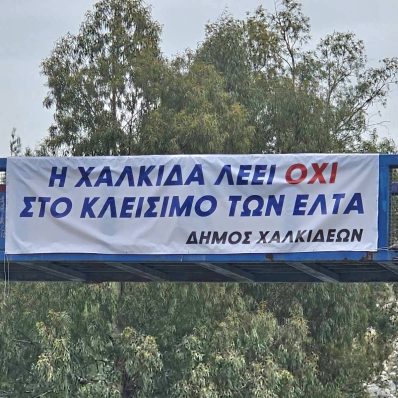 Η ΧΑΛΚΙΔΑ ΛΕΕΙ ΟΧΙ
ΣΤΟ ΚΛΕΙΣΙΜΟ ΤΩΝ ΕΛΤΑ
ΔΗΜΟΣ ΧΑΛΚΙΔΕΩΝ